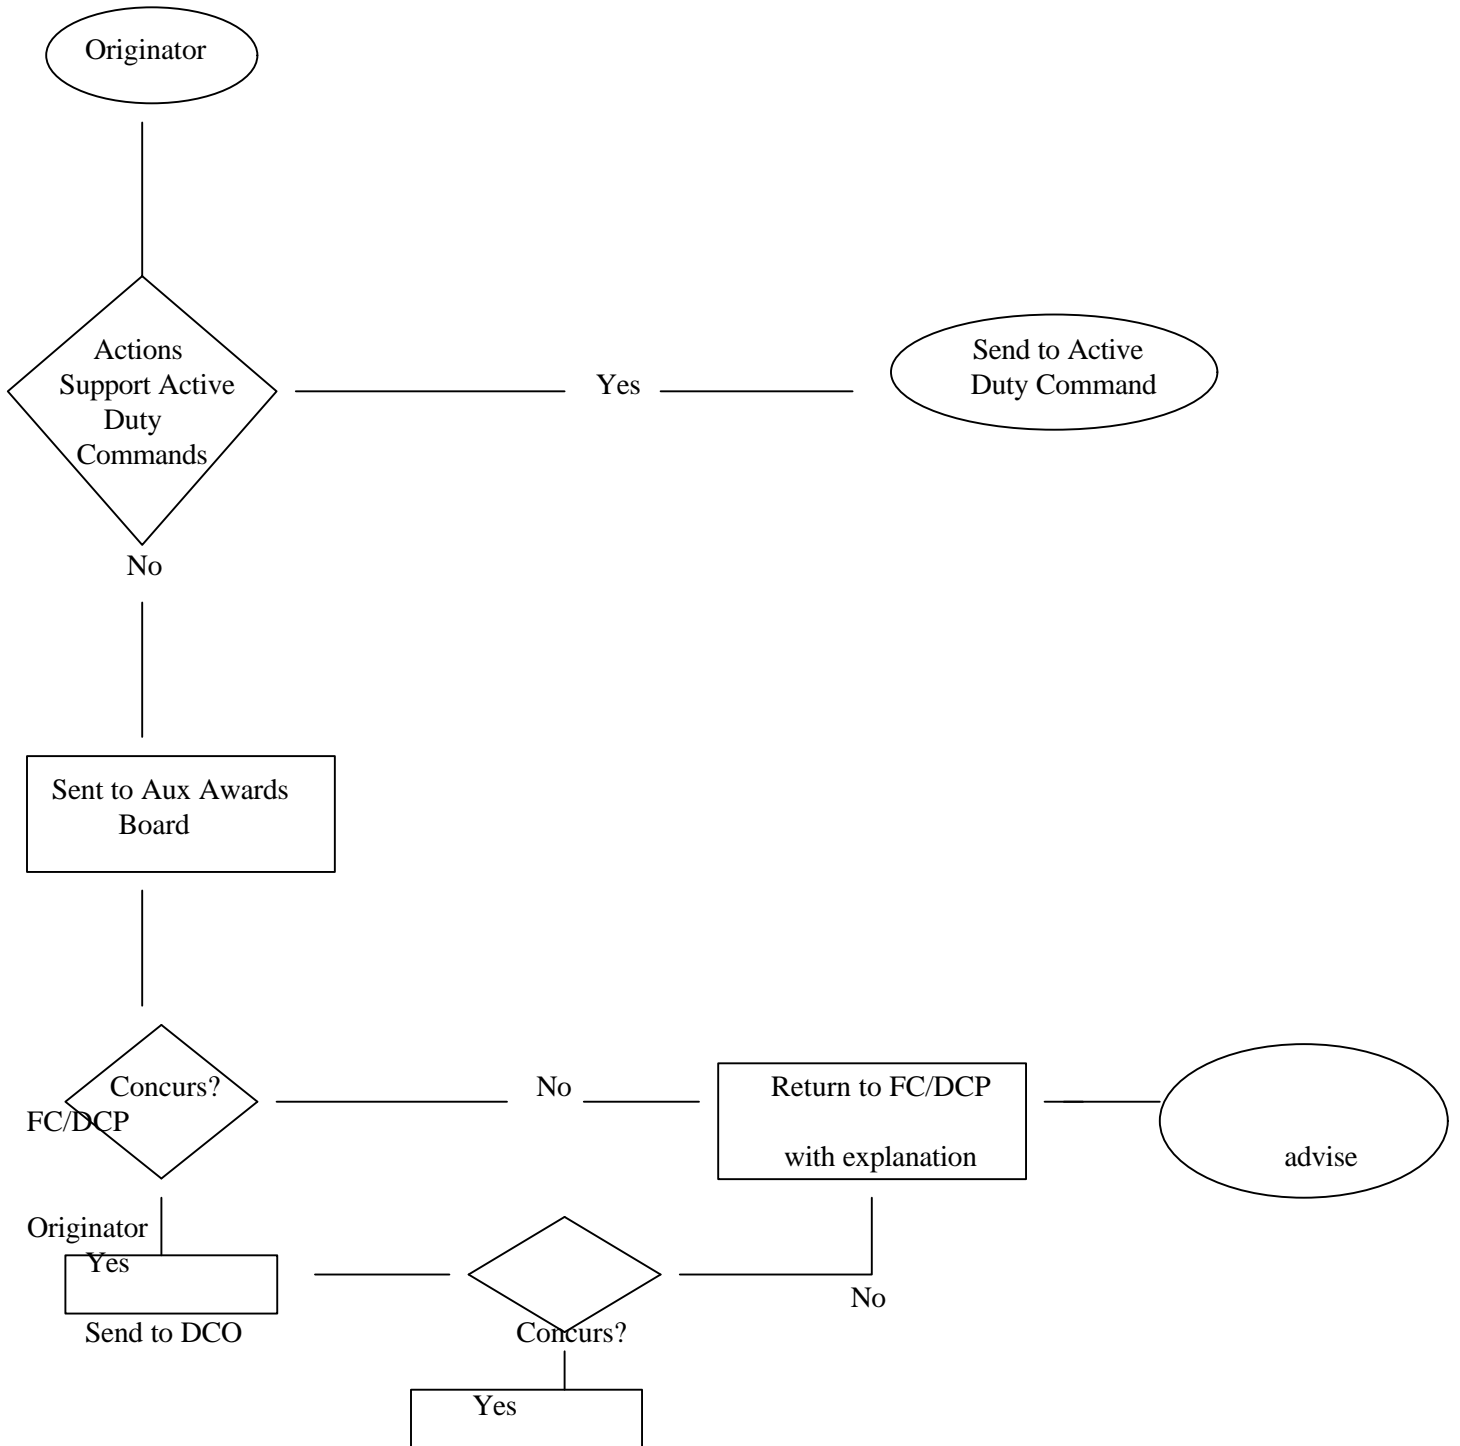 Originator
Actions
Support Active
Duty
Commands
Yes
Send to Active
Duty Command
No
Sent to Aux Awards
Board
Concurs?
FC/DCP
No
Return to FC/DCP
with explanation
advise
Originator
Yes
Send to DCO
Concurs?
No
Yes